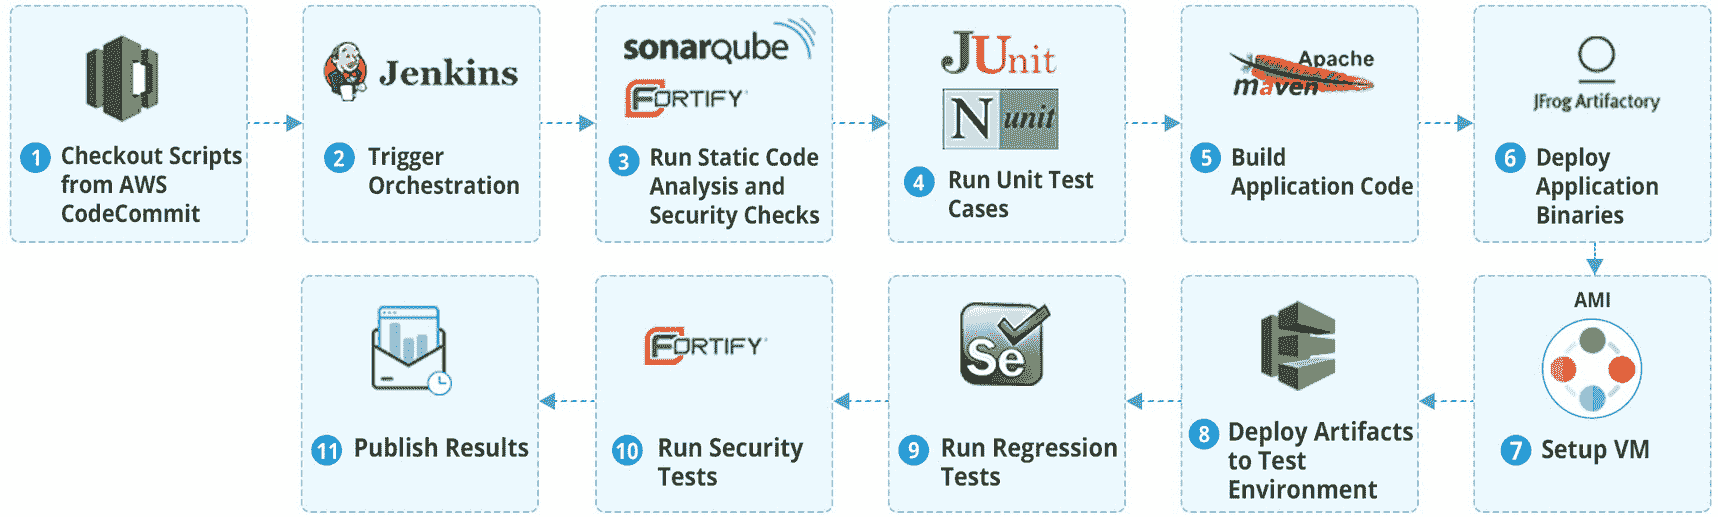 1
Checkout Scripts
from AWS
CodeCommit
Jenkins
2
Trigger
Orchestration
sonarqube
FORTIFY
3
Run Static Code
Analysis and
Security Checks
JUnit
N unit
4
Run Unit Test
Cases
Apache
maven
5
Build
Application Code
JFrog Artifactory
6
Deploy
Application
Binaries
AMI
7
Setup VM
8
Deploy Artifacts
to Test
Environment
Se
9
Run Regression
Tests
FORTIFY
10
Run Security
Tests
11
Publish Results